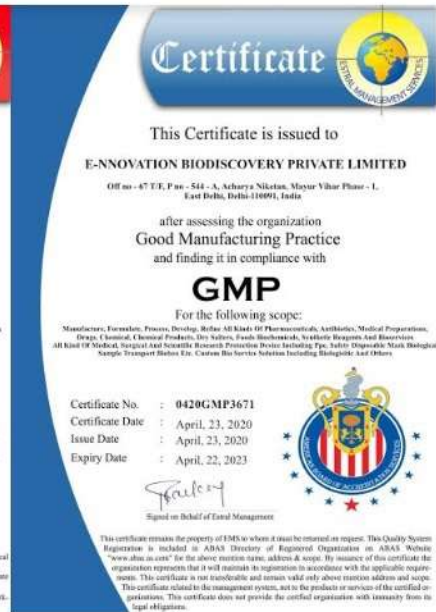 Certificate
ESTRAL MANAGEMENT SERVICES
This Certificate is issued to
E-NNOVATION BIODISCOVERY PRIVATE LIMITED
Off no - 67 T/F, P no - 544 - A, Acharya Niketan, Mayur Vihar Phase - 1,
East Delhi, Delhi-110091, India
after assessing the organization
Good Manufacturing Practice
and finding it in compliance with
GMP
For the following scope:
Manufacture, Formulate, Process, Develop, Refine All Kinds Of Pharmaceuticals, Antibiotics, Medical Preparations,
Drugs, Chemical, Chemical Products, Dry Salters, Foods Biochemicals, Synthetic Reagents And Bioservices
All Kind Of Medical, Surgical And Scientific Research Protection Device Including Ppe, Safety Disposable Mask Biological
Sample Transport Etc. Custom Bio Service Solution Including Biologistic And Others
Certificate No. : 0420GMP3671
Certificate Date : April, 23, 2020
Issue Date : April, 23, 2020
Expiry Date : April, 22, 2023
Signed on Behalf of Management
This certificate remains the property of EMS to whom it must be returned on request. This Quality System
Registration is included in ABAS Directory of Registered Organization on ABAS Website
for the above mention name, address & scope. By issuance of this certificate the
organization represents that it will maintain its registration in accordance with the applicable require-
ments. This certificate is not transferable and remains valid only above mention address and scope.
This certificate related to the management system, not to the products or services of the certified or-
ganizations. This certificate does not provide the certified organization with immunity from its
legal obligations.